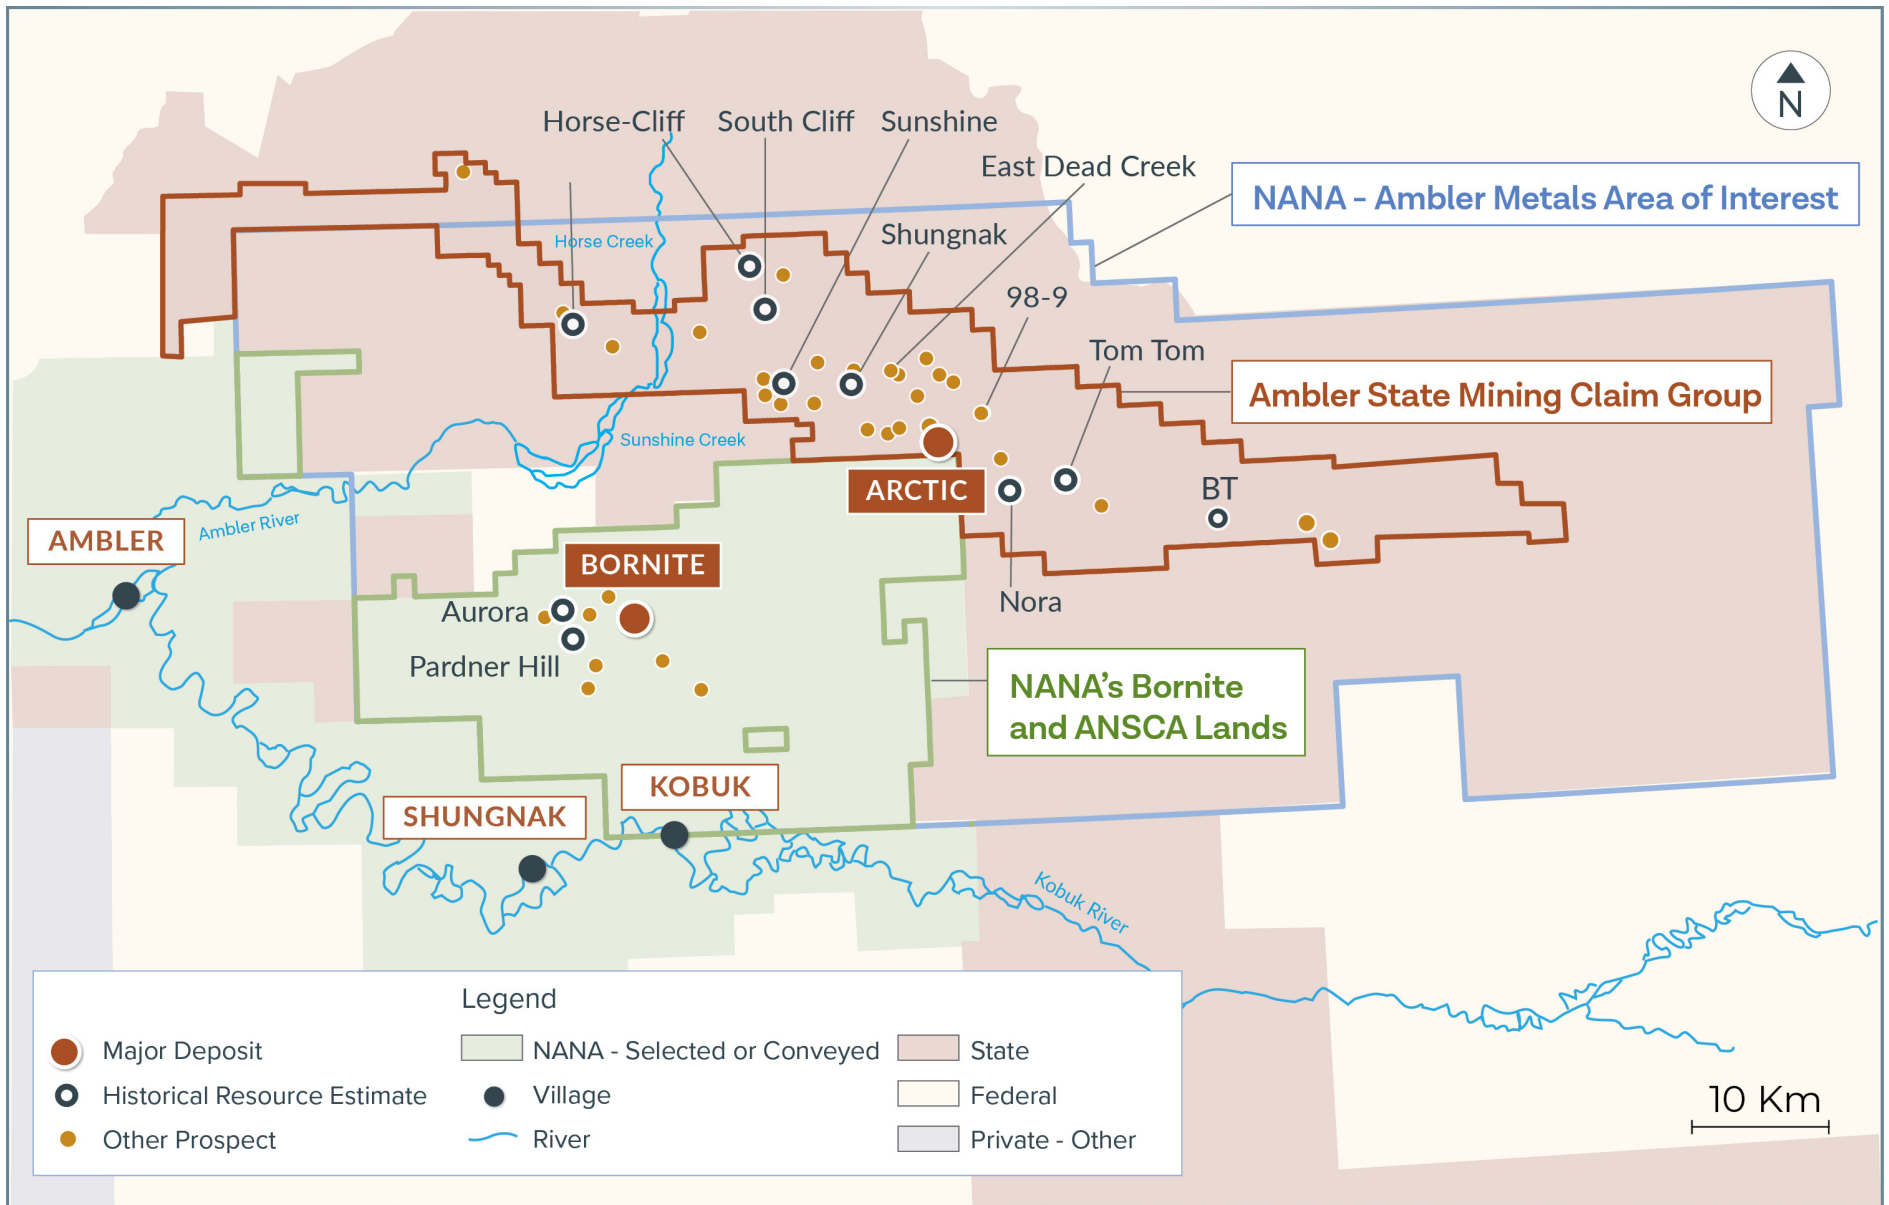 N
Horse-Cliff
South Cliff
Sunshine
East Dead Creek
NANA - Ambler Metals Area of Interest
Shungnak
Horse Creek
98-9
Tom Tom
Ambler State Mining Claim Group
Sunshine Creek
ARCTIC
BT
Ambler River
AMBLER
BORNITE
Aurora
Nora
Pardner Hill
NANA's Bornite
and ANSCA Lands
KOBUK
SHUNGNAK
Kobuk River
Legend
Major Deposit
Historical Resource Estimate
Other Prospect
NANA - Selected or Conveyed
Village
River
State
Federal
Private - Other
10 Km